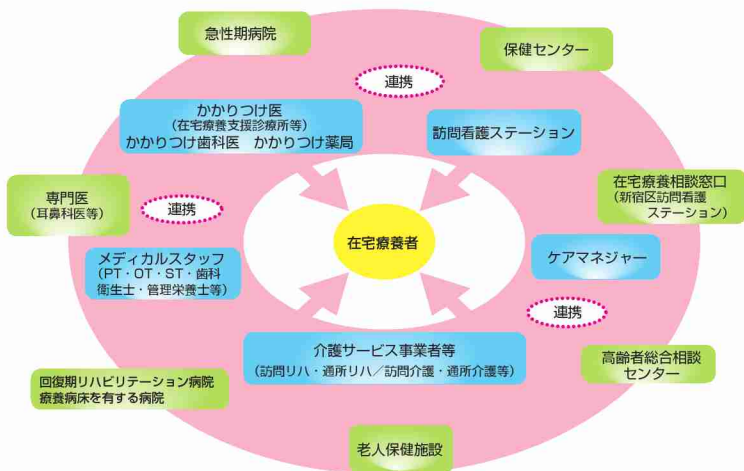 急性期病院
保健センター
連携
かかりつけ医
(在宅療養支援診療所等)
かかりつけ歯科医 かかりつけ薬局
訪問看護ステーション
専門医
(耳鼻科医等)
連携
在宅療養相談窓口
(新宿区訪問看護
ステーション)
在宅療養者
メディカルスタッフ
(PT・OT・ST・歯科
衛生士・管理栄養士等)
ケアマネジャー
連携
介護サービス事業者等
(訪問リハ・通所リハ/訪問介護・通所介護等)
高齢者総合相談
センター
回復期リハビリテーション病院
療養病床を有する病院
老人保健施設